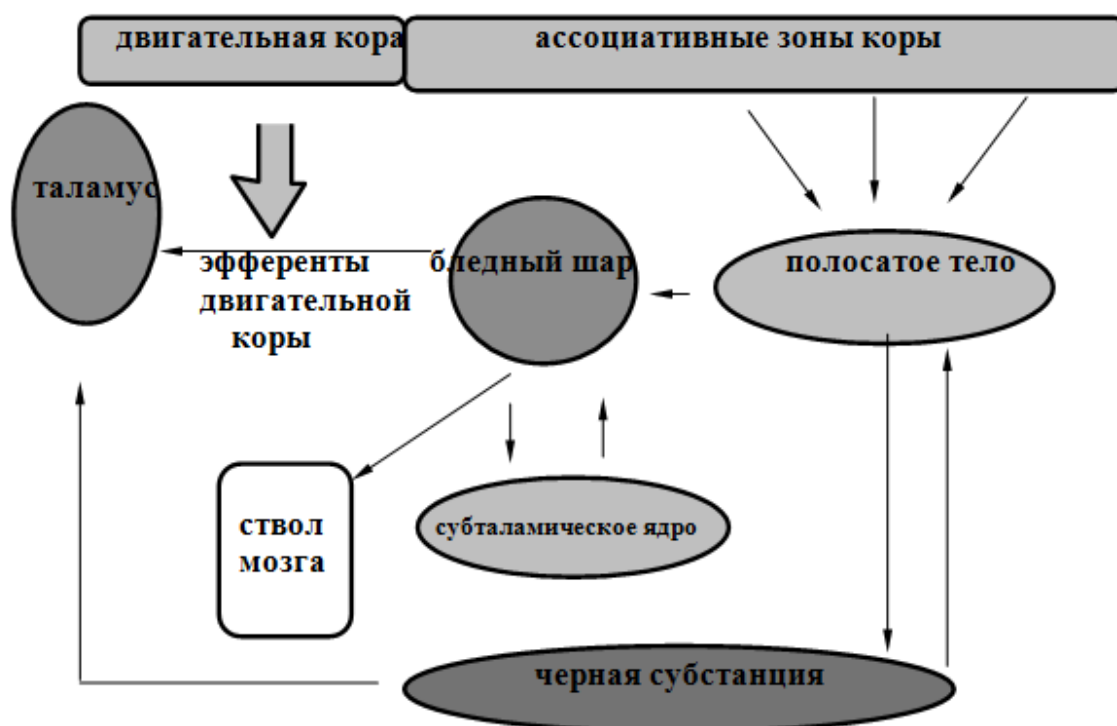 двигательная кора
ассоциативные зоны коры
таламус
эфференты
двигательной
коры
бледный шар
полосатое тело
ствол
мозга
субталамическое ядро
черная субстанция